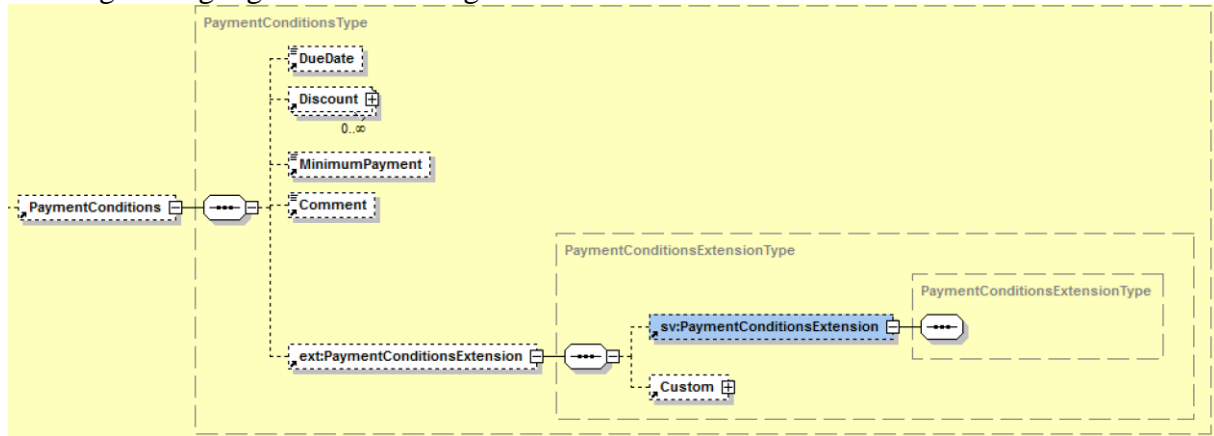 PaymentConditionsType
DueDate
Discount
0..∞
MinimumPayment
PaymentConditions
Comment
PaymentConditionsExtensionType
PaymentConditionsExtensionType
sv:PaymentConditionsExtension
ext:PaymentConditionsExtension
Custom